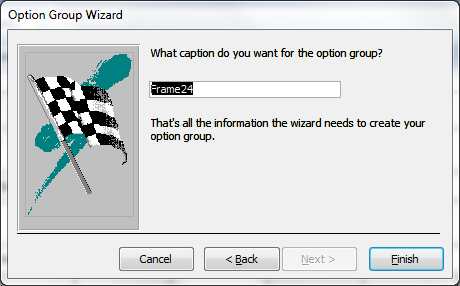 Option Group Wizard
What caption do you want for the option group?
Frame24
That's all the information the wizard needs to create your
option group.
Cancel
< Back
Next >
Finish